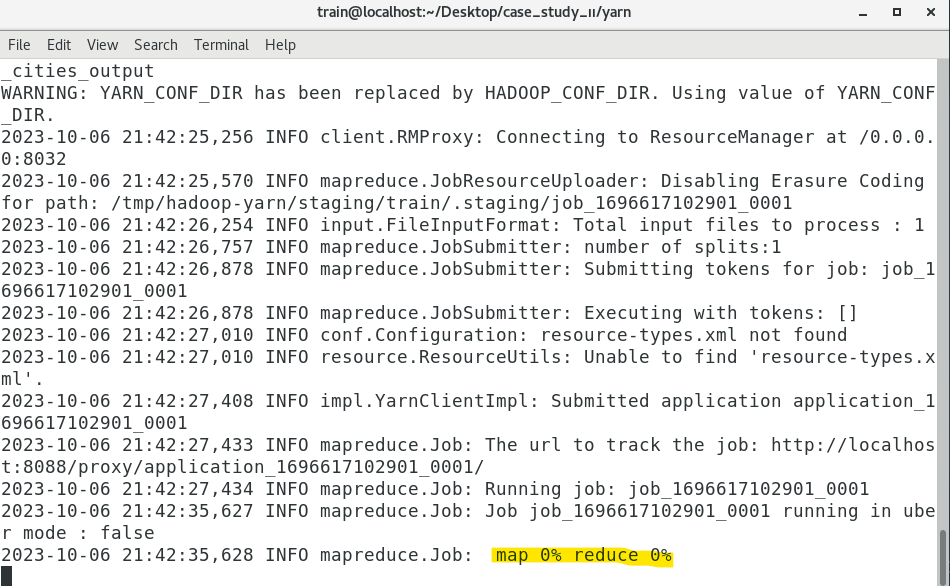 train@localhost:~/Desktop/case_study_11/yarn
File Edit View Search Terminal Help
_cities_output
WARNING: YARN_CONF_DIR has been replaced by HADOOP_CONF_DIR. Using value of YARN_CONF
_DIR.
2023-10-06 21:42:25,256 INFO client.RMProxy: Connecting to ResourceManager at /0.0.0.
0:8032
2023-10-06 21:42:25,570 INFO mapreduce.JobResourceUploader: Disabling Erasure Coding
for path: /tmp/hadoop-yarn/staging/train/.staging/job_1696617102901_0001
2023-10-06 21:42:26,254 INFO input.FileInputFormat: Total input files to process : 1
2023-10-06 21:42:26,757 INFO mapreduce.JobSubmitter: number of splits:1
2023-10-06 21:42:26,878 INFO mapreduce.JobSubmitter: Submitting tokens for job: job_1
696617102901_0001
2023-10-06 21:42:26,878 INFO mapreduce.JobSubmitter: Executing with tokens: []
2023-10-06 21:42:27,010 INFO conf.Configuration: resource-types.xml not found
2023-10-06 21:42:27,010 INFO resource.ResourceUtils: Unable to find 'resource-types.x
ml'.
2023-10-06 21:42:27,408 INFO impl.YarnClientImpl: Submitted application application_1
696617102901_0001
2023-10-06 21:42:27,433 INFO mapreduce.Job: The url to track the job: http://localhos
t:8088/proxy/application_1696617102901_0001/
2023-10-06 21:42:27,434 INFO mapreduce.Job: Running job: job_1696617102901_0001
2023-10-06 21:42:35,627 INFO mapreduce.Job: Job job_1696617102901_0001 running in ube
r mode : false
2023-10-06 21:42:35,628 INFO mapreduce.Job:  map 0% reduce 0%